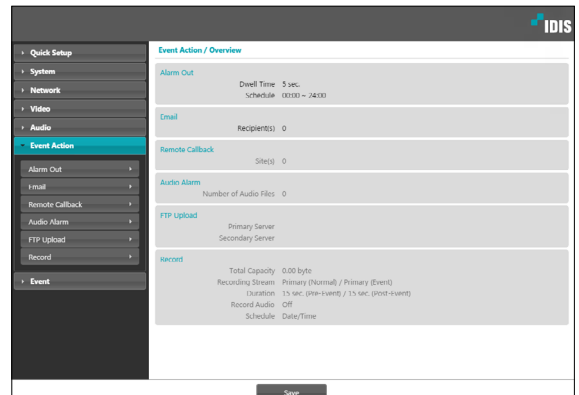 IDIS
Quick Setup
System
Network
Video
Audio
Event Action
Alarm Out
Email
Remote Callback
Audio Alarm
FTP Upload
Record
Event
Event Action / Overview
Alarm Out
Dwell Time 5 sec.
Schedule 00:00 ~ 24:00
Email
Recipient(s) 0
Remote Callback
Site(s) 0
Audio Alarm
Number of Audio Files 0
FTP Upload
Primary Server
Secondary Server
Record
Total Capacity 0.00 byte
Recording Stream Primary (Normal) / Primary (Event)
Duration 15 sec. (Pre-Event) / 15 sec. (Post-Event)
Record Audio Off
Schedule Date/Time
Save